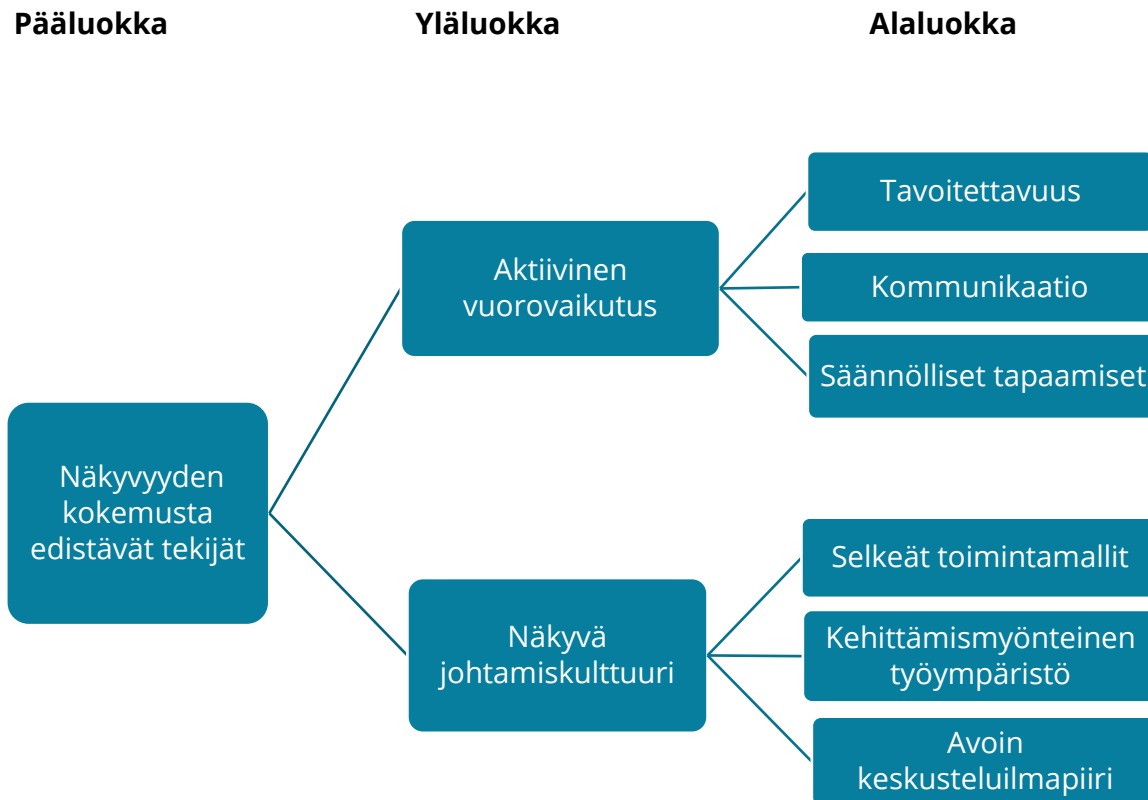 Pääluokka
Yläluokka
Alaluokka
Näkyvyyden
kokemusta
edistävät tekijät
Aktiivinen
vuorovaikutus
Tavoitettavuus
Kommunikaatio
Säännölliset tapaamiset
Näkyvä
johtamiskulttuuri
Selkeät toimintamallit
Kehittämismyönteinen
työympäristö
Avoin
keskusteluilmapiiri